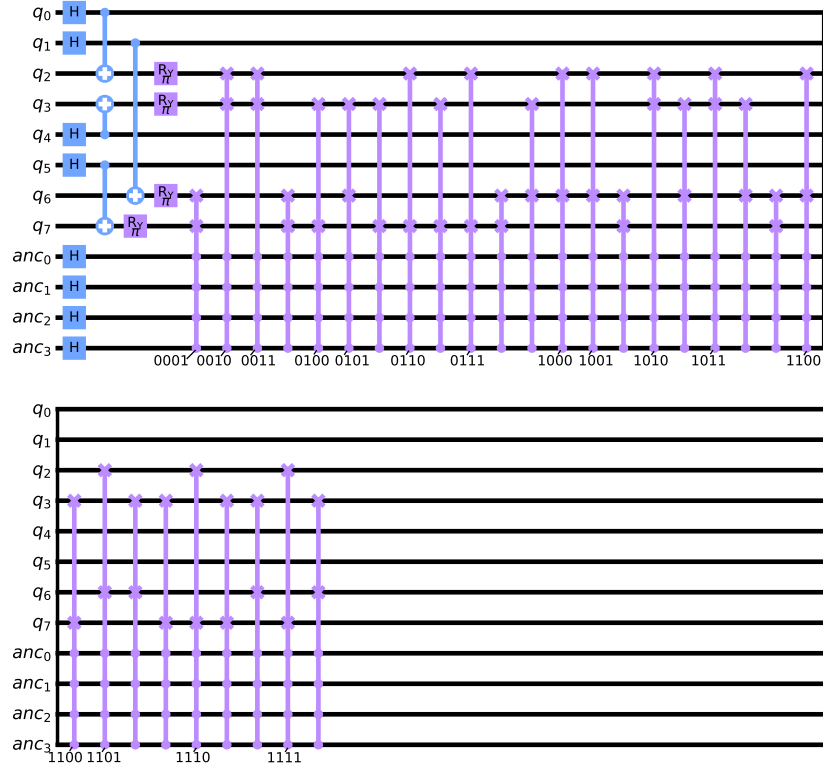 q0 H
q1 H
q2 RY π
q3 RY π
q4 H
q5 H
q6 RY π
q7 RY π
anc0 H
anc1 H
anc2 H
anc3 H
0001 0010 0011 0100 0101 0110 0111 1000 1001 1010 1011 1100
q0
q1
q2
q3
q4
q5
q6
q7
anc0
anc1
anc2
anc3
1100 1101 1110 1111